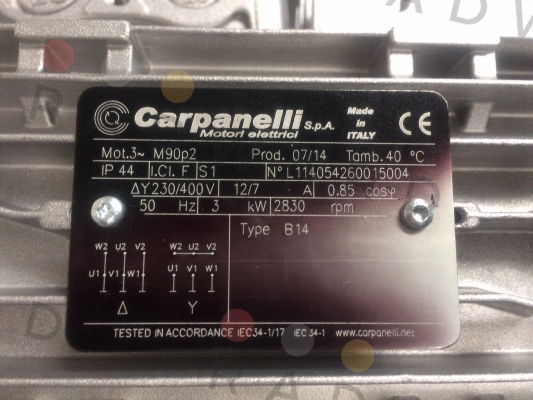 Carpanelli S.p.A.
Motori elettrici
Made in ITALY
CE
Mot.3~ M90p2 Prod. 07/14 Tamb. 40 °C
IP 44 I.Cl. F S1 N° L114054260015004
ΔY 230/400 V 12/7 A 0.85 cosφ
50 Hz 3 kW 2830 rpm
Type B14
W2 U2 V2 W2 U2 V2
U1 V1 W1 U1 V1 W1
Δ Y
TESTED IN ACCORDANCE IEC34-1/17 IEC 34-1 www.carpanelli.net